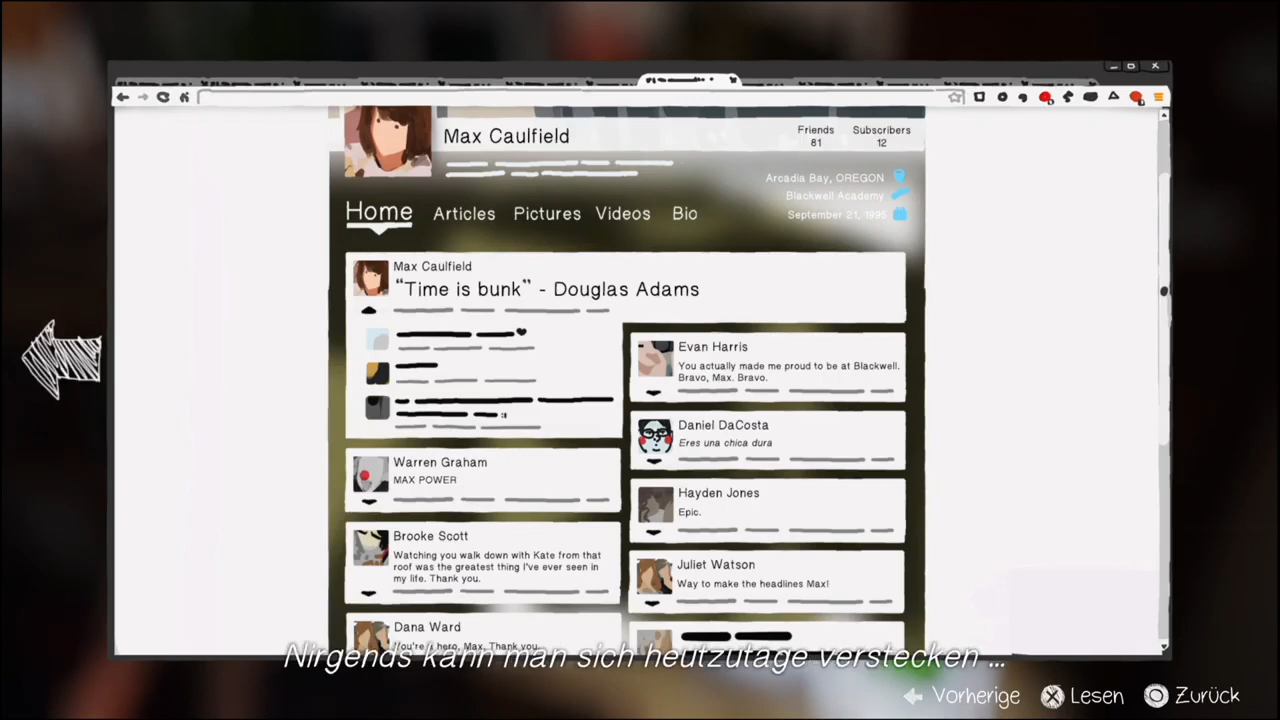 Max Caulfield
Friends
81
Subscribers
12
Arcadia Bay, OREGON
Blackwell Academy
September 21, 1995
Home Articles Pictures Videos Bio
Max Caulfield
“Time is bunk” - Douglas Adams
Warren Graham
MAX POWER
Brooke Scott
Watching you walk down with Kate from that
roof was the greatest thing I've ever seen in
my life. Thank you.
Dana Ward
You're a hero, Max. Thank you.
Evan Harris
You actually made me proud to be at Blackwell.
Bravo, Max. Bravo.
Daniel DaCosta
Eres una chica dura
Hayden Jones
Epic.
Juliet Watson
Way to make the headlines Max!
Nirgends kann man sich heutzutage verstecken ...
Vorherige Lesen Zurück